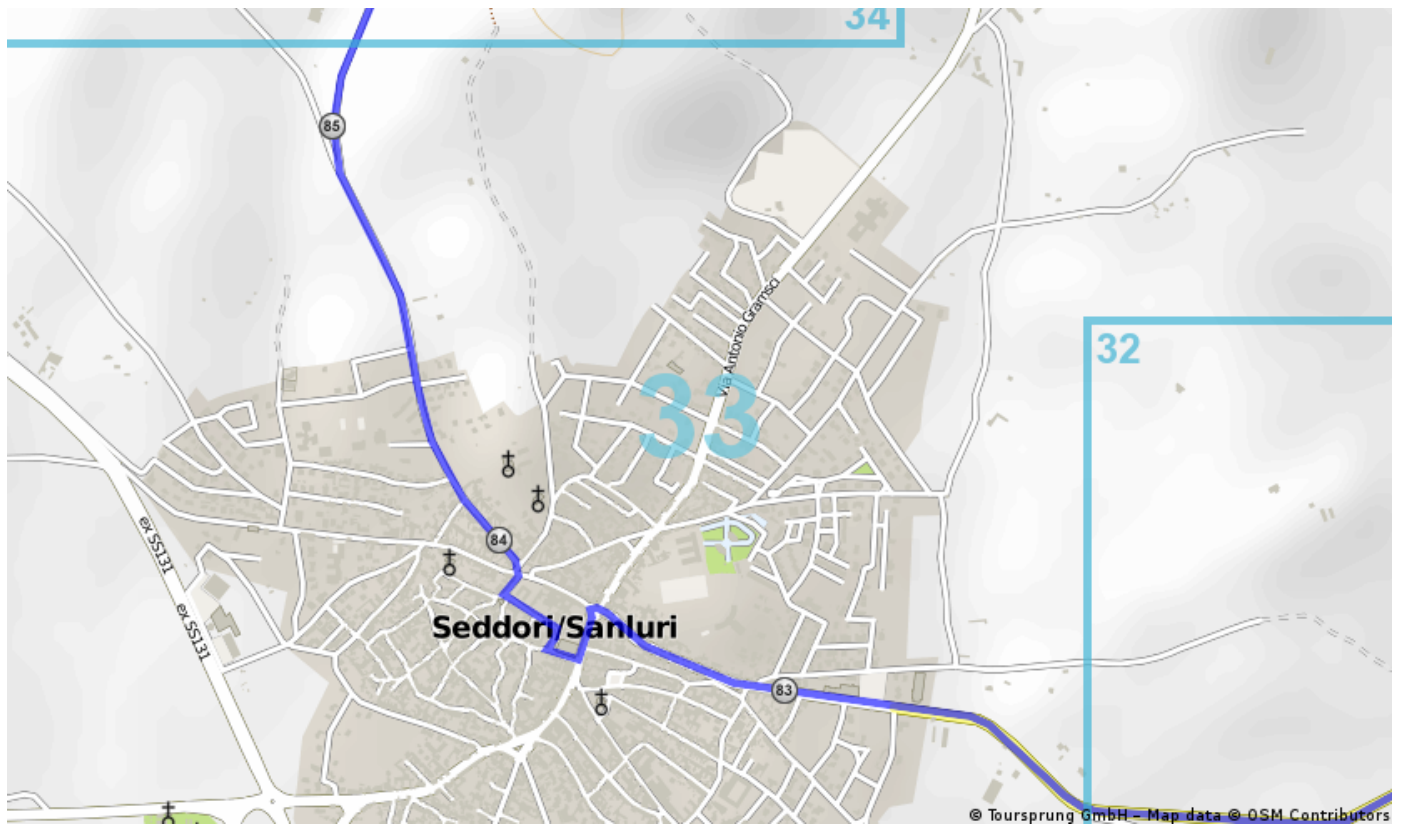 34
85
32
Via Antonio Gramsci
33
ex SS131
84
ex SS131
Seddori/Sanluri
83
© Toursprung GmbH – Map data © OSM Contributors